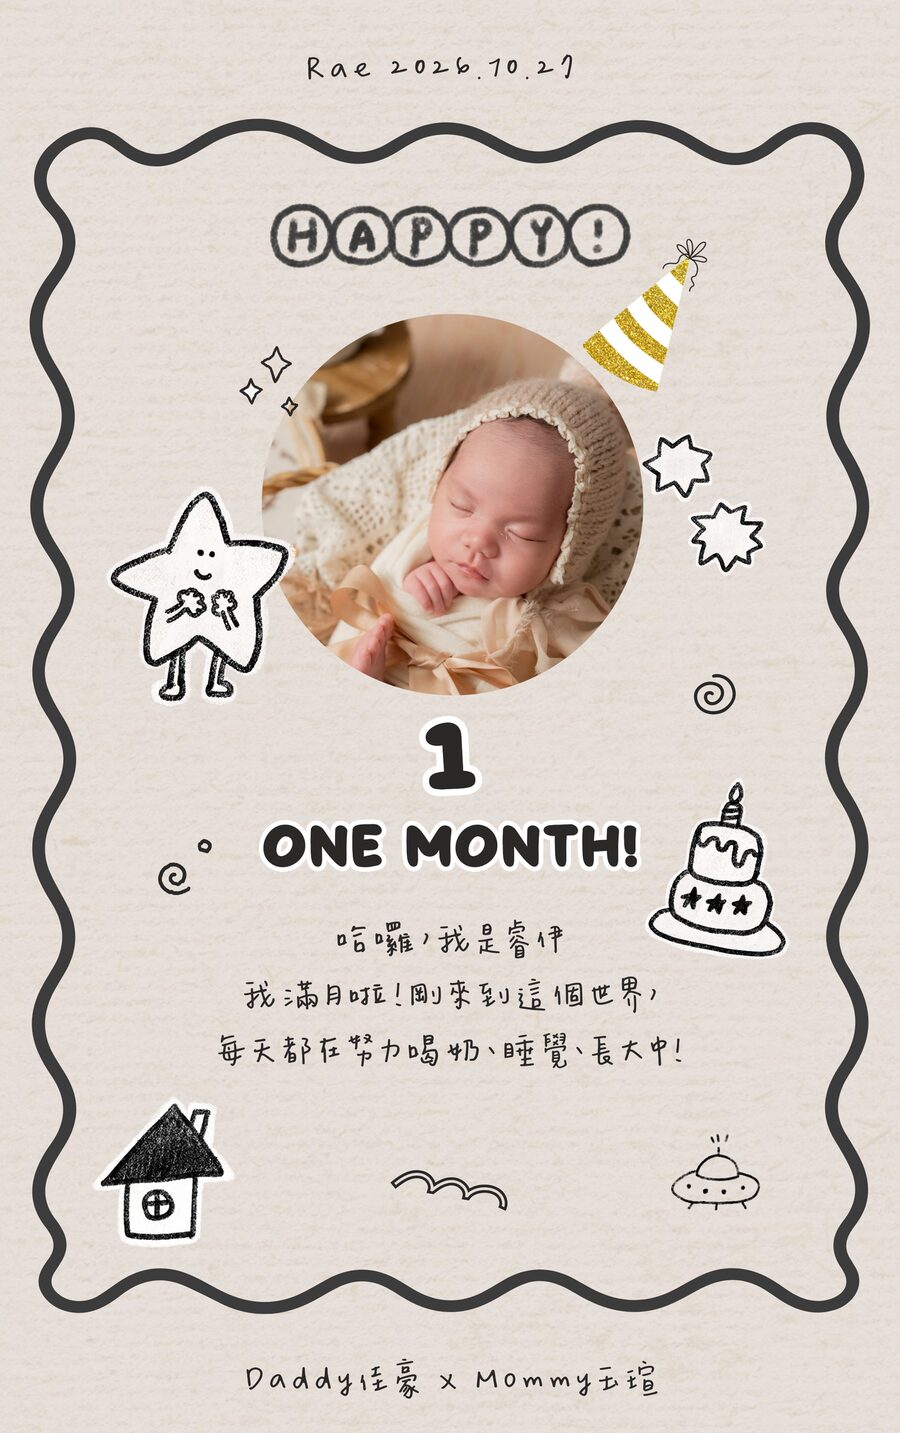 Rae 2026.10.27
HAPPY!
1
ONE MONTH!
哈囉，我是睿伊
我滿月啦！剛來到這個世界，
每天都在努力喝奶、睡覺、長大中！
Daddy佳豪 x Mommy玉瑄